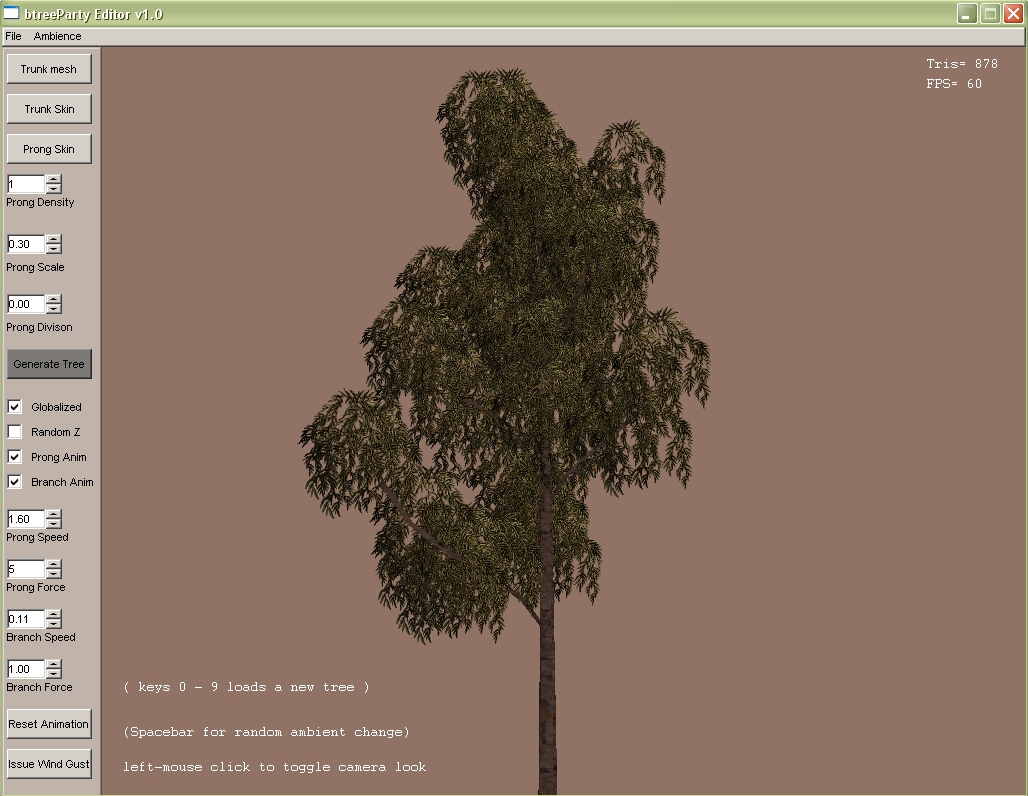 btreeParty Editor v1.0
File Ambience
Trunk mesh
Trunk Skin
Prong Skin
1
Prong Density
0.30
Prong Scale
0.00
Prong Divison
Generate Tree
Globalized
Random Z
Prong Anim
Branch Anim
1.60
Prong Speed
5
Prong Force
0.11
Branch Speed
1.00
Branch Force
Reset Animation
Issue Wind Gust
Tris= 878
FPS= 60
( keys 0 - 9 loads a new tree )
(Spacebar for random ambient change)
left-mouse click to toggle camera look